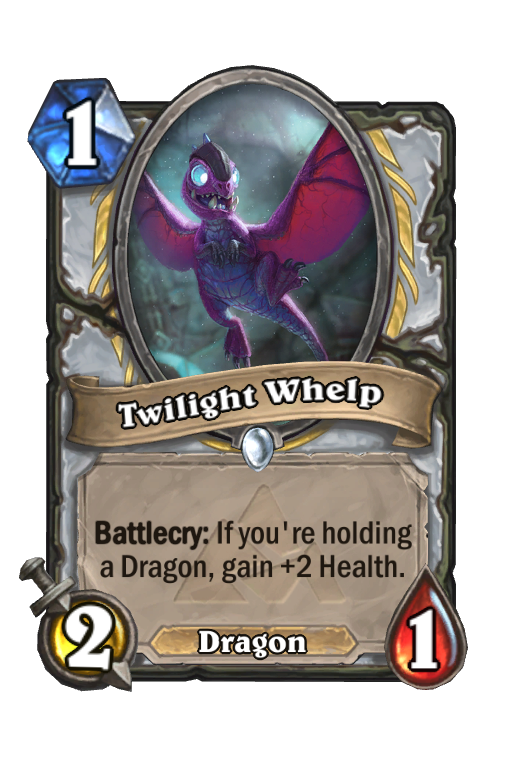 1
Twilight Whelp
Battlecry: If you're holding
a Dragon, gain +2 Health.
2
Dragon
1